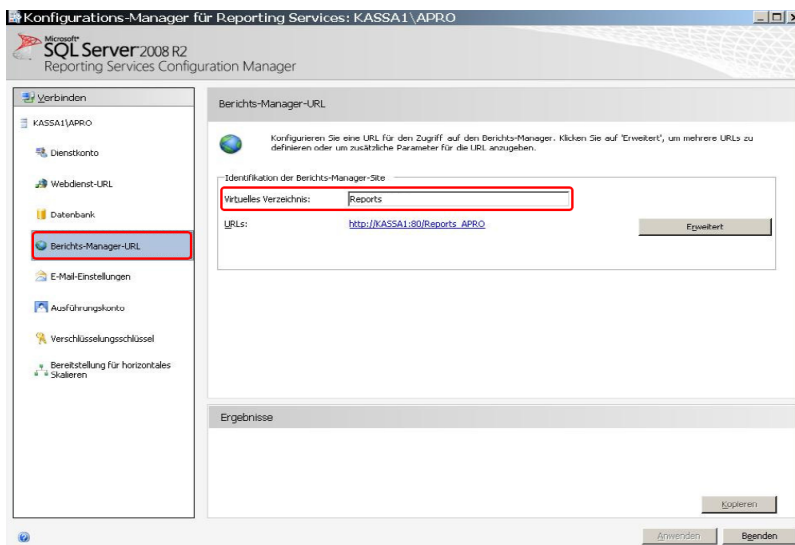 Konfigurations-Manager für Reporting Services: KASSA1\APRO
Microsoft
SQL Server 2008 R2
Reporting Services Configuration Manager
Verbinden
KASSA1\APRO
Dienstkonto
Webdienst-URL
Datenbank
Berichts-Manager-URL
E-Mail-Einstellungen
Ausführungskonto
Verschlüsselungsschlüssel
Bereitstellung für horizontales
Skalieren
Berichts-Manager-URL
Konfigurieren Sie eine URL für den Zugriff auf den Berichts-Manager. Klicken Sie auf 'Erweitert', um mehrere URLs zu
definieren oder um zusätzliche Parameter für die URL anzugeben.
Identifikation der Berichts-Manager-Site
Virtuelles Verzeichnis: Reports
URLs: http://KASSA1:80/Reports_APRO Erweitert
Ergebnisse
Kopieren
Anwenden Beenden